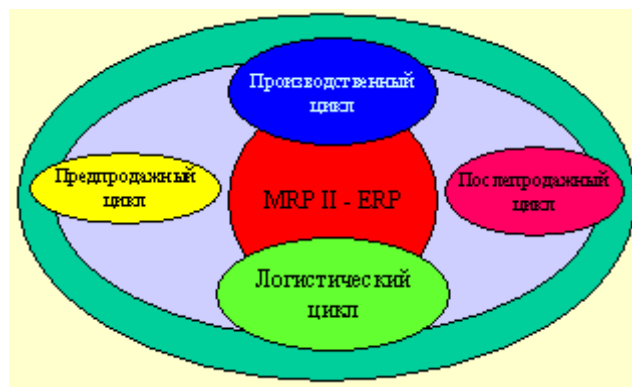 Производственный
цикл
Предпродажный
цикл
MRP II - ERP
Послепродажный
цикл
Логистический
цикл